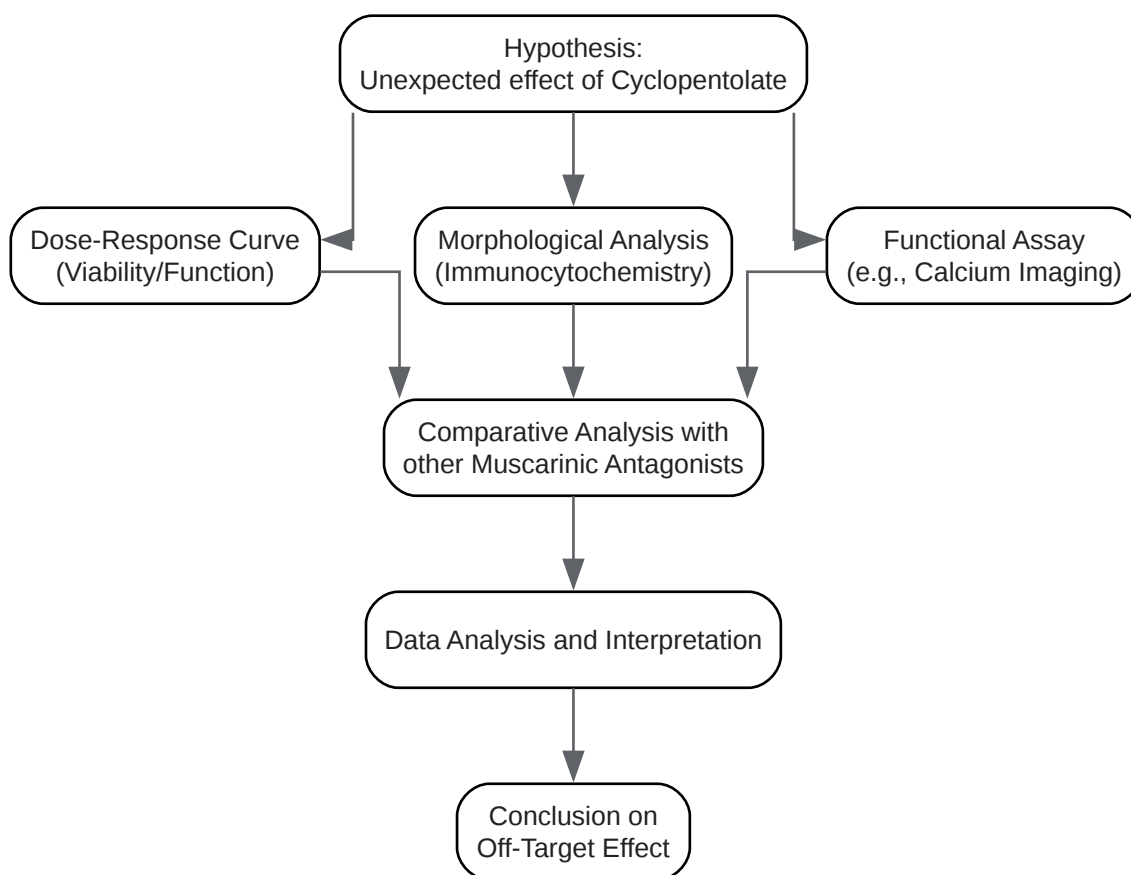 Hypothesis:
Unexpected effect of Cyclopentolate
Dose-Response Curve
(Viability/Function)
Morphological Analysis
(Immunocytochemistry)
Functional Assay
(e.g., Calcium Imaging)
Comparative Analysis with
other Muscarinic Antagonists
Data Analysis and Interpretation
Conclusion on
Off-Target Effect